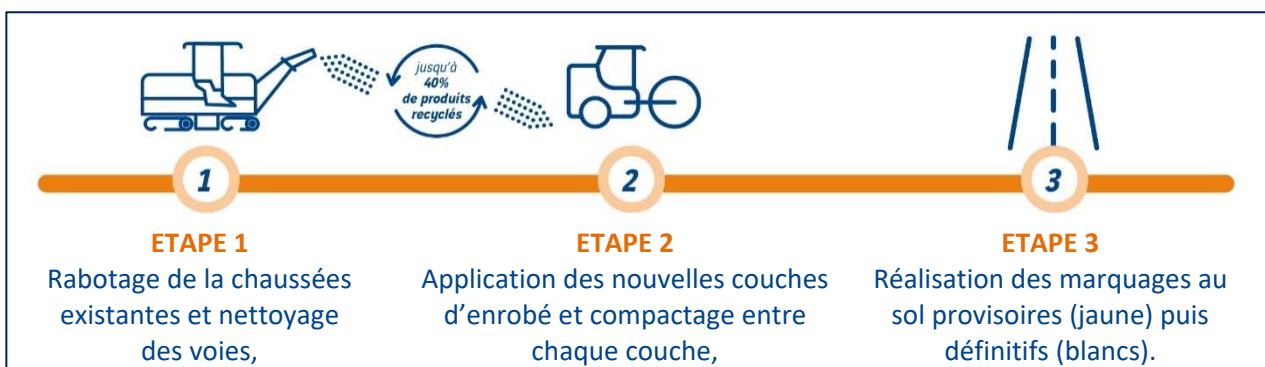 jusqu'à
40%
de produits
recyclés
1
2
3
ETAPE 1
Rabotage de la chaussées
existantes et nettoyage
des voies,
ETAPE 2
Application des nouvelles couches
d’enrobé et compactage entre
chaque couche,
ETAPE 3
Réalisation des marquages au
sol provisoires (jaune) puis
définitifs (blancs).